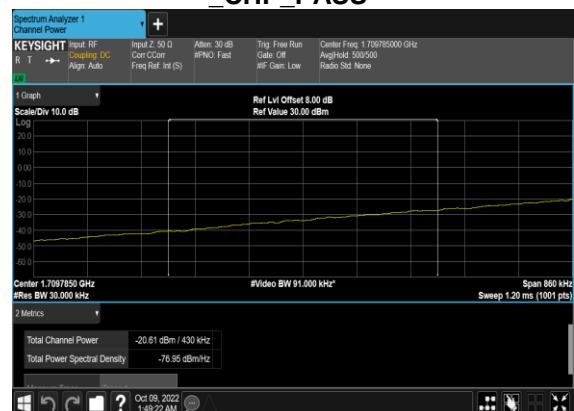 _CHP_PASS
Spectrum Analyzer 1
Channel Power
KEYSIGHT
R T
LXI
Input: RF
Coupling: DC
Align: Auto
Input Z: 50 Ω
Corr CCorr
Freq Ref: Int (S)
Atten: 30 dB
#PNO: Fast
Trig: Free Run
Gate: Off
#IF Gain: Low
Center Freq: 1.709785000 GHz
Avg|Hold: 500/500
Radio Std: None
1 Graph
Scale/Div 10.0 dB
Ref Lvl Offset 8.00 dB
Ref Value 30.00 dBm
Log
20.0
10.0
0.00
-10.0
-20.0
-30.0
-40.0
-50.0
-60.0
Center 1.7097850 GHz
#Video BW 91.000 kHz*
Span 860 kHz
#Res BW 30.000 kHz
Sweep 1.20 ms (1001 pts)
2 Metrics
Total Channel Power -20.61 dBm / 430 kHz
Total Power Spectral Density -76.95 dBm/Hz
?
Oct 09, 2022
1:49:22 AM